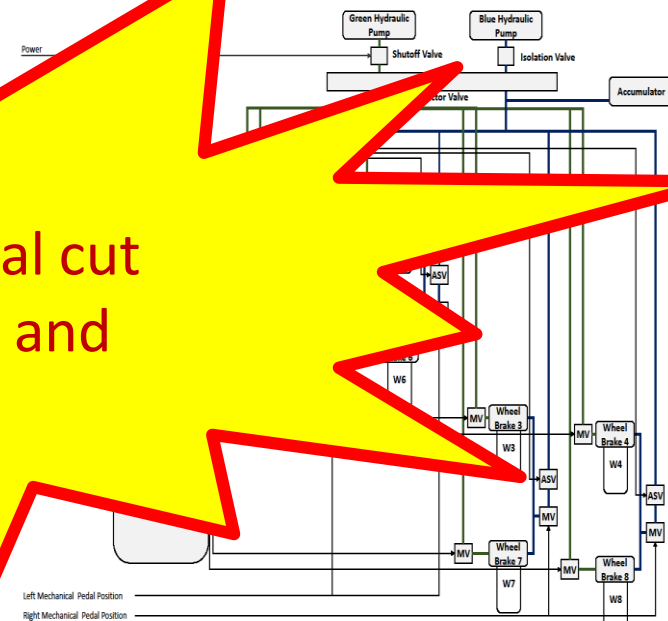 Green Hydraulic
Pump
Blue Hydraulic
Pump
Power
Shutoff Valve
Isolation Valve
Accumulator
ctor Valve
al cut
and
ASV
W6
MV
Wheel
Brake 3
W3
MV
Wheel
Brake 4
W4
ASV
ASV
MV
MV
MV
Wheel
Brake 7
W7
MV
Wheel
Brake 8
W8
Left Mechanical Pedal Position
Right Mechanical Pedal Position